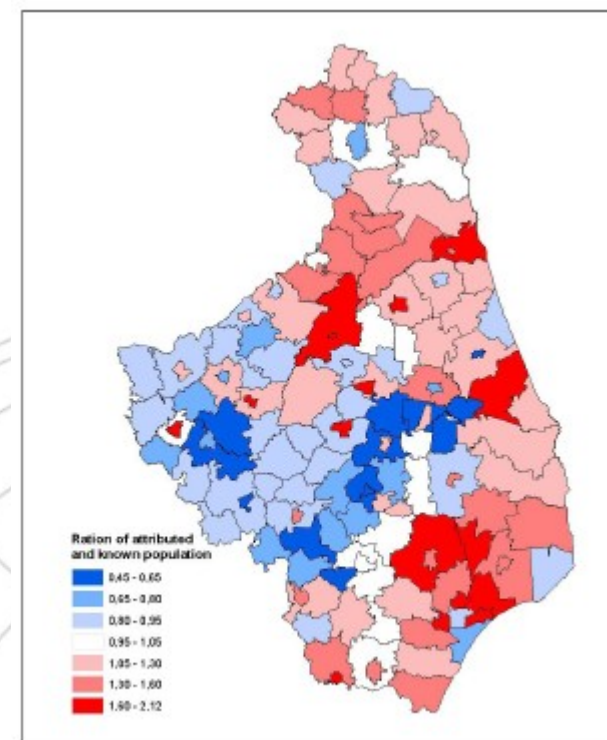 Ration of attributed
and known population
0,45 - 0,65
0,65 - 0,80
0,80 - 0,95
0,95 - 1,05
1,05 - 1,30
1,30 - 1,60
1,60 - 2,12